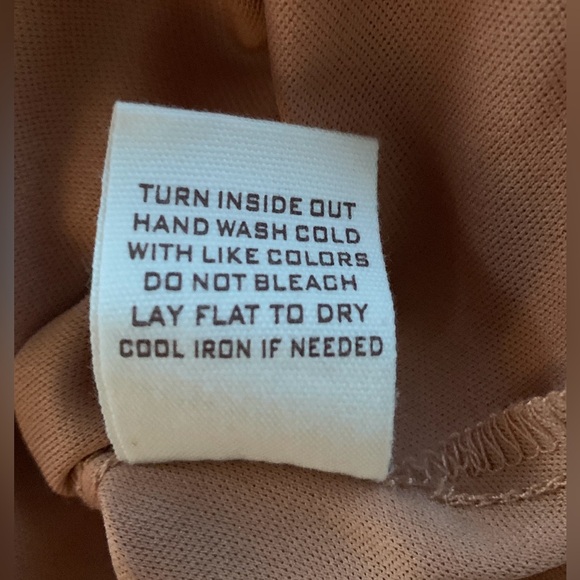 TURN INSIDE OUT
HAND WASH COLD
WITH LIKE COLORS
DO NOT BLEACH
LAY FLAT TO DRY
COOL IRON IF NEEDED